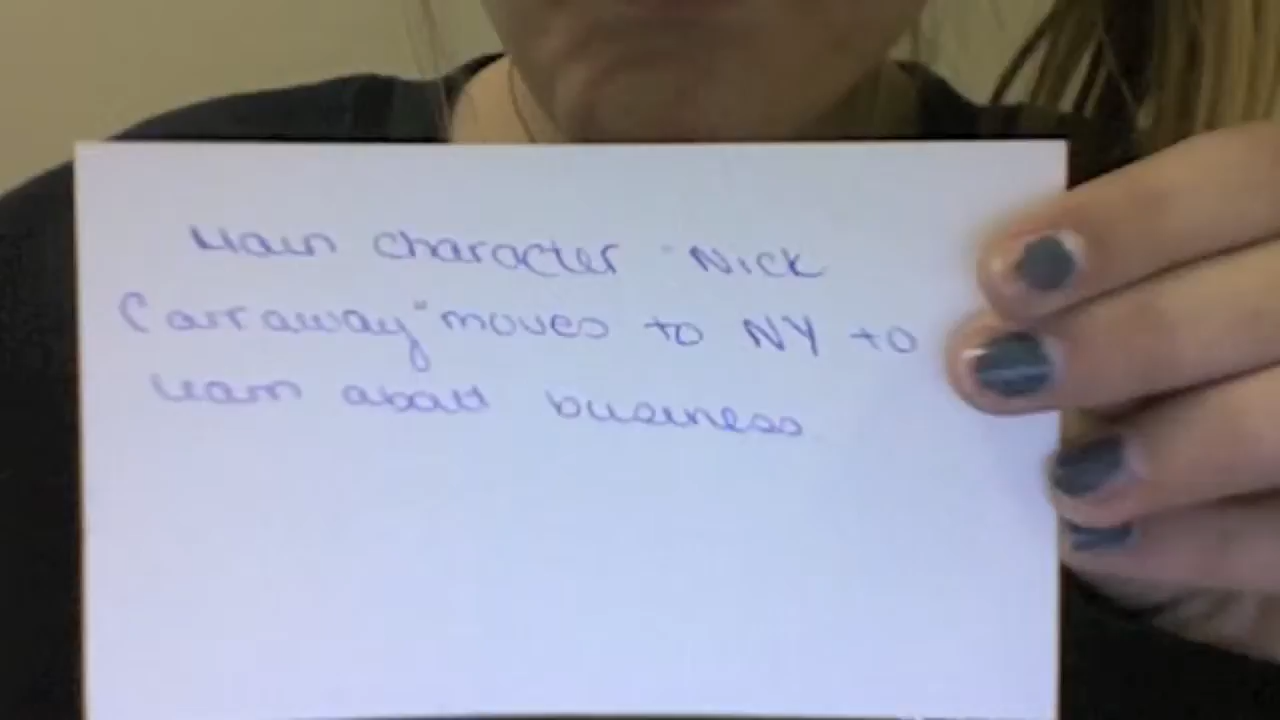 Main character "Nick
Carraway" moves to NY to
learn about business